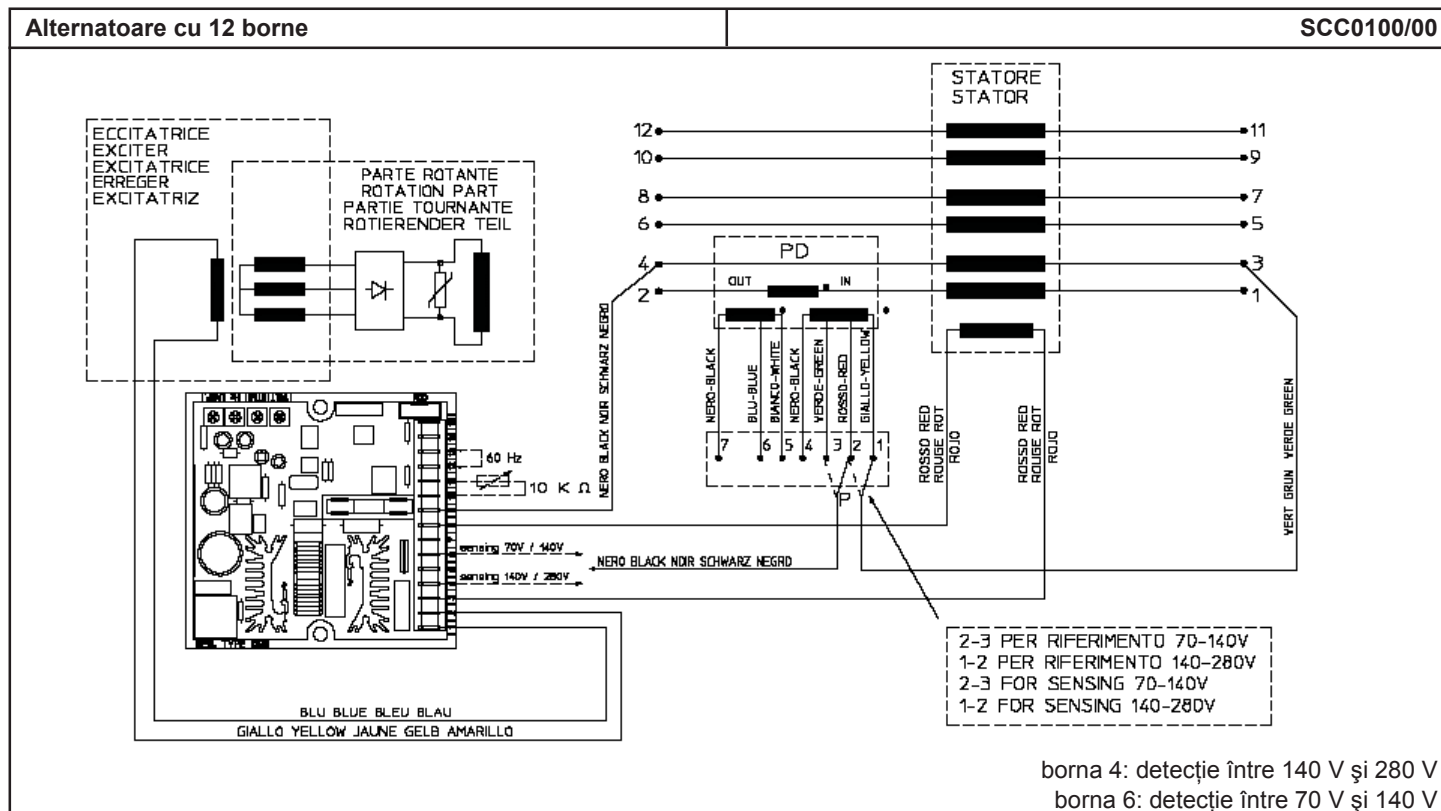 Alternatoare cu 12 borne
SCC0100/00
STATORE
STATOR
ECCITATRICE
EXCITER
EXCITATRICE
ERREGER
EXCITATRIZ
PARTE ROTANTE
ROTATION PART
PARTIE TOURNANTE
ROTIERENDER TEIL
12
11
10
9
8
7
6
5
4
3
2
1
PD
OUT
IN
NERO-BLACK
BLU-BLUE
BIANCO-WHITE
NERO-BLACK
VERDE-GREEN
ROSSO-RED
GIALLO-YELLOW
7
6
5
4
3
2
1
P
NERO BLACK NOIR SCHWARZ NEGRO
ROSSO RED
ROUGE ROT
ROJO
ROSSO RED
ROUGE ROT
ROJO
VERT GRUN VERDE GREEN
60 Hz
10 K Ω
sensing 70V / 140V
NERO BLACK NOIR SCHWARZ NEGRO
sensing 140V / 280V
2-3 PER RIFERIMENTO 70-140V
1-2 PER RIFERIMENTO 140-280V
2-3 FOR SENSING 70-140V
1-2 FOR SENSING 140-280V
BLU BLUE BLEU BLAU
GIALLO YELLOW JAUNE GELB AMARILLO
borna 4: detecție între 140 V şi 280 V
borna 6: detecție între 70 V şi 140 V